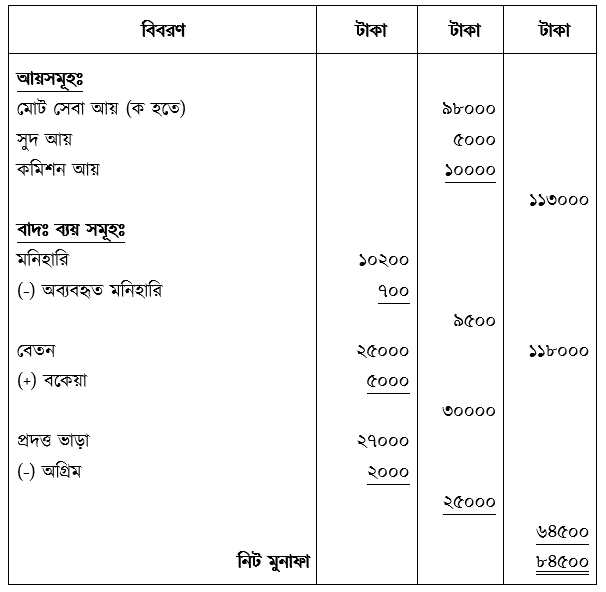 বিবরণ টাকা টাকা টাকা
আয়সমূহঃ
মোট সেবা আয় (ক হতে) ৯৮০০০
সুদ আয় ৫০০০
কমিশন আয় ১০০০০
১১৩০০০
বাদঃ ব্যয় সমূহঃ
মনিহারি ১০২০০
(-) অব্যবহৃত মনিহারি ৭০০
৯৫০০
বেতন ২৫০০০ ১১৮০০০
(+) বকেয়া ৫০০০
৩০০০০
প্রদত্ত ভাড়া ২৭০০০
(-) অগ্রিম ২০০০
২৫০০০
৬৪৫০০
নিট মুনাফা ৮৪৫০০